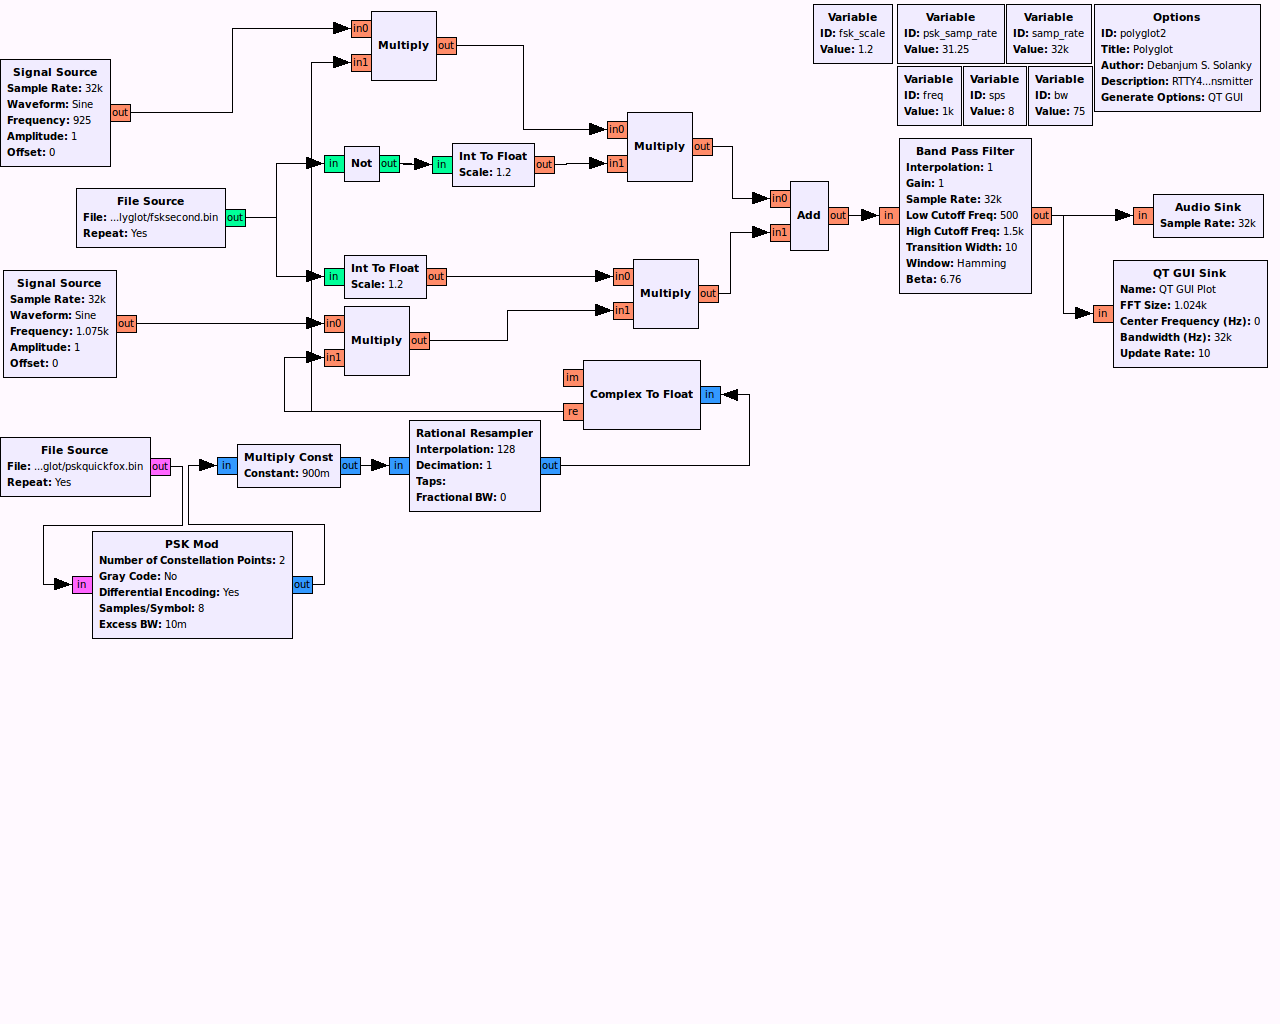 Signal Source
Sample Rate: 32k
Waveform: Sine
Frequency: 925
Amplitude: 1
Offset: 0
out
in0
in1
Multiply
out
Variable
ID: fsk_scale
Value: 1.2
Variable
ID: psk_samp_rate
Value: 31.25
Variable
ID: samp_rate
Value: 32k
Options
ID: polyglot2
Title: Polyglot
Author: Debanjum S. Solanky
Description: RTTY4...nsmitter
Generate Options: QT GUI
Variable
ID: freq
Value: 1k
Variable
ID: sps
Value: 8
Variable
ID: bw
Value: 75
File Source
File: ...lyglot/fsksecond.bin
Repeat: Yes
out
in
Not
out
in
Int To Float
Scale: 1.2
out
in0
in1
Multiply
out
in0
in1
Add
out
in
Band Pass Filter
Interpolation: 1
Gain: 1
Sample Rate: 32k
Low Cutoff Freq: 500
High Cutoff Freq: 1.5k
Transition Width: 10
Window: Hamming
Beta: 6.76
out
in
Audio Sink
Sample Rate: 32k
in
QT GUI Sink
Name: QT GUI Plot
FFT Size: 1.024k
Center Frequency (Hz): 0
Bandwidth (Hz): 32k
Update Rate: 10
Signal Source
Sample Rate: 32k
Waveform: Sine
Frequency: 1.075k
Amplitude: 1
Offset: 0
out
in
Int To Float
Scale: 1.2
out
in0
in1
Multiply
out
in0
in1
Multiply
out
im
re
Complex To Float
in
File Source
File: ...glot/pskquickfox.bin
Repeat: Yes
out
in
Multiply Const
Constant: 900m
out
in
Rational Resampler
Interpolation: 128
Decimation: 1
Taps:
Fractional BW: 0
out
in
PSK Mod
Number of Constellation Points: 2
Gray Code: No
Differential Encoding: Yes
Samples/Symbol: 8
Excess BW: 10m
out